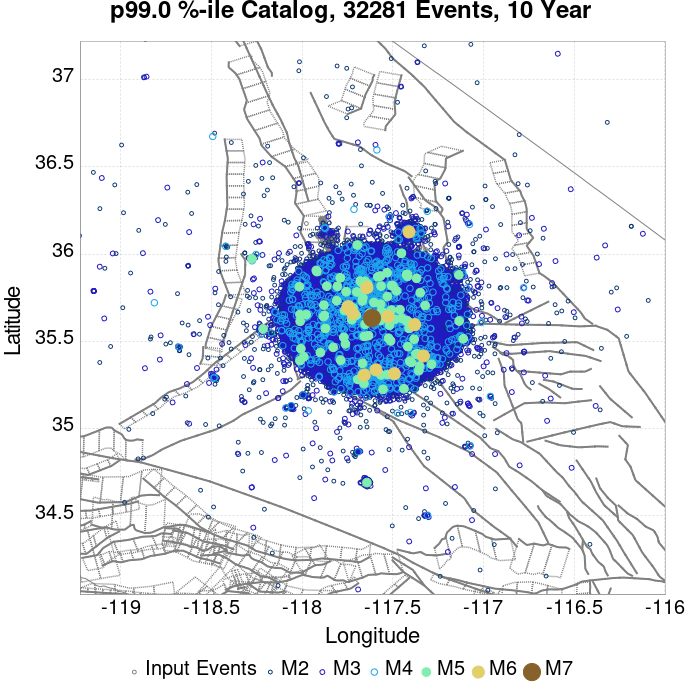 p99.0 %-ile Catalog, 32281 Events, 10 Year
37
36.5
36
35.5
35
34.5
Latitude
-119 -118.5 -118 -117.5 -117 -116.5 -116
Longitude
Input Events M2 M3 M4 M5 M6 M7